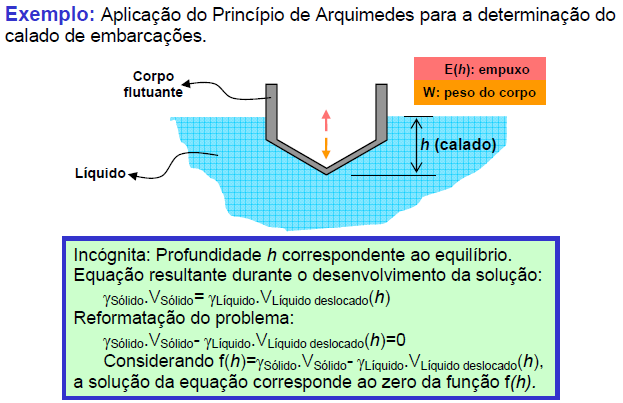 Exemplo: Aplicação do Princípio de Arquimedes para a determinação do
calado de embarcações.
Corpo
flutuante
E(h): empuxo
W: peso do corpo
h (calado)
Líquido
Incógnita: Profundidade h correspondente ao equilíbrio.
Equação resultante durante o desenvolvimento da solução:
γSólido.VSólido= γLíquido.VLíquido deslocado(h)
Reformatação do problema:
γSólido.VSólido- γLíquido.VLíquido deslocado(h)=0
Considerando f(h)=γSólido.VSólido- γLíquido.VLíquido deslocado(h),
a solução da equação corresponde ao zero da função f(h).